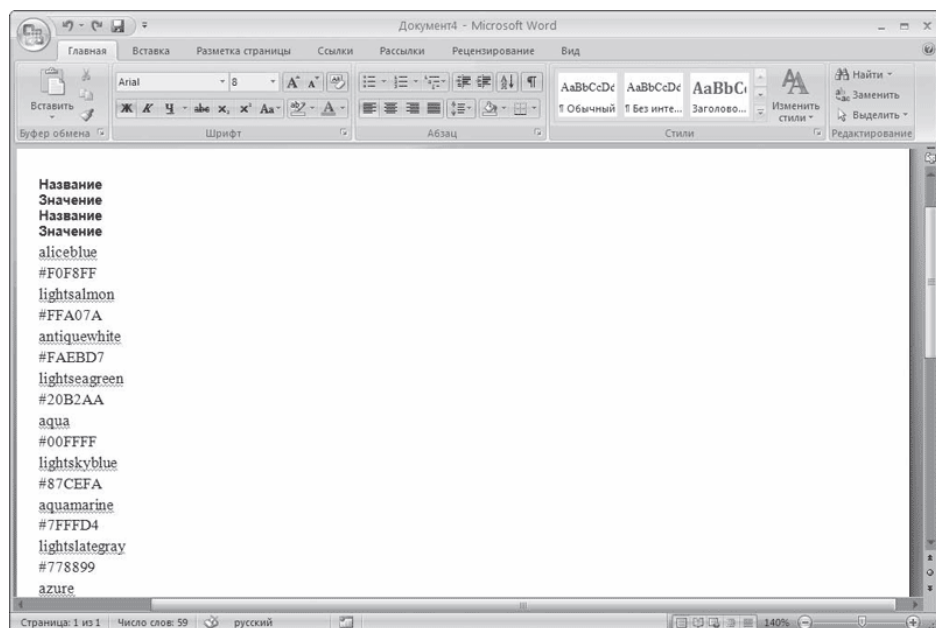 Документ4 - Microsoft Word
Главная Вставка Разметка страницы Ссылки Рассылки Рецензирование Вид
Вставить
Буфер обмена
Arial 8
Ж К Ч abe x, x² Aa A
Шрифт
Абзац
AaBbCcDc AaBbCcDc AaBbC
¶ Обычный ¶ Без инте... Заголово...
Изменить стили
Стили
Найти
Заменить
Выделить
Редактирование
Название
Значение
Название
Значение
aliceblue
#F0F8FF
lightsalmon
#FFA07A
antiquewhite
#FAEBD7
lightseagreen
#20B2AA
aqua
#00FFFF
lightskyblue
#87CEFA
aquamarine
#7FFFD4
lightslategray
#778899
azure
Страница: 1 из 1 Число слов: 59 русский 140%